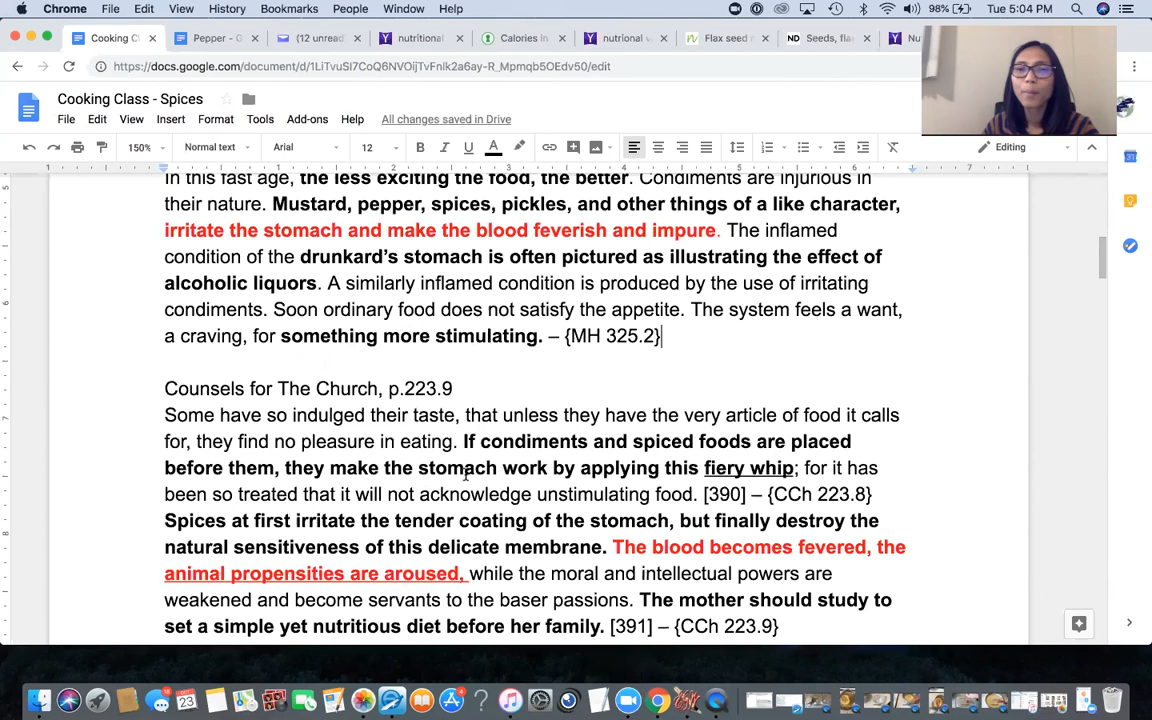 Chrome File Edit View History Bookmarks People Window Help 98% Tue 5:04 PM
Cooking C Pepper - G (12 unread nutritional Calories in nutrional v Flax seed n ND Seeds, fla Nu
https://docs.google.com/document/d/1LiTvuSI7CoQ6NVOijTvFnlk2a6ay-R_Mpmqb5OEdv50/edit
Cooking Class - Spices
File Edit View Insert Format Tools Add-ons Help All changes saved in Drive
150% Normal text Arial 12 B I U A Editing
1 1 2 3 4 5 6 7
In this fast age, the less exciting the food, the better. Condiments are injurious in
their nature. Mustard, pepper, spices, pickles, and other things of a like character,
irritate the stomach and make the blood feverish and impure. The inflamed
condition of the drunkard's stomach is often pictured as illustrating the effect of
alcoholic liquors. A similarly inflamed condition is produced by the use of irritating
condiments. Soon ordinary food does not satisfy the appetite. The system feels a want,
a craving, for something more stimulating. – {MH 325.2}
Counsels for The Church, p.223.9
Some have so indulged their taste, that unless they have the very article of food it calls
for, they find no pleasure in eating. If condiments and spiced foods are placed
before them, they make the stomach work by applying this fiery whip; for it has
been so treated that it will not acknowledge unstimulating food. [390] – {CCh 223.8}
Spices at first irritate the tender coating of the stomach, but finally destroy the
natural sensitiveness of this delicate membrane. The blood becomes fevered, the
animal propensities are aroused, while the moral and intellectual powers are
weakened and become servants to the baser passions. The mother should study to
set a simple yet nutritious diet before her family. [391] – {CCh 223.9}